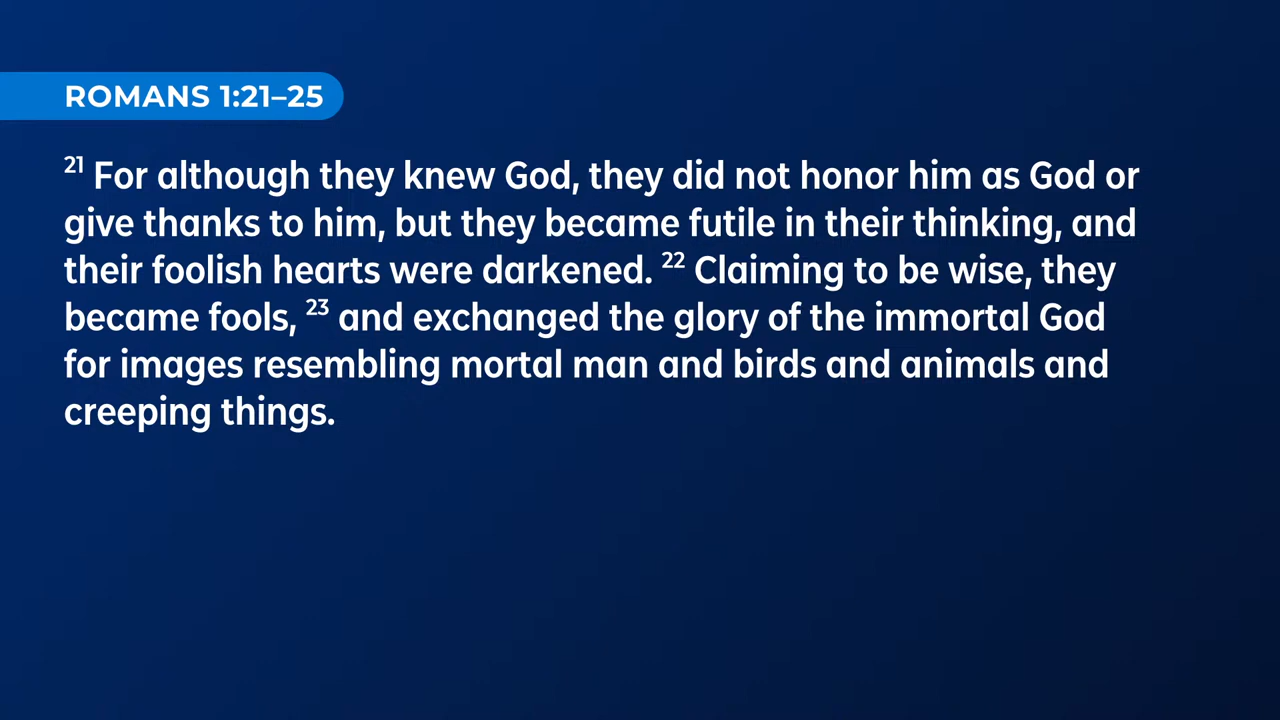 ROMANS 1:21–25
21 For although they knew God, they did not honor him as God or
give thanks to him, but they became futile in their thinking, and
their foolish hearts were darkened. 22 Claiming to be wise, they
became fools, 23 and exchanged the glory of the immortal God
for images resembling mortal man and birds and animals and
creeping things.